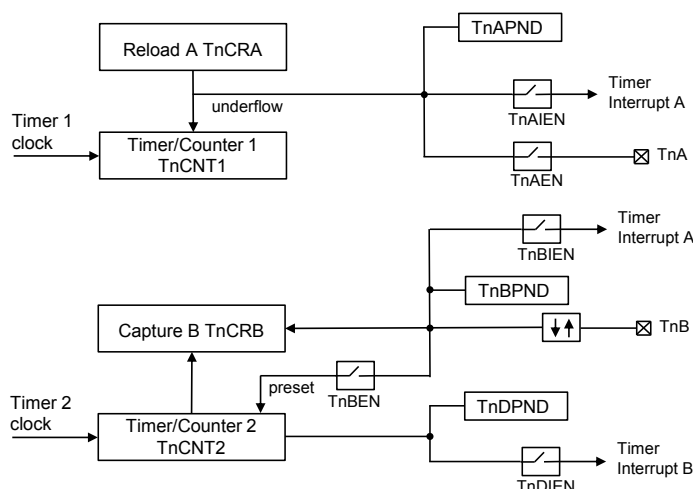 Reload A TnCRA
TnAPND
underflow
Timer
Interrupt A
TnAIEN
Timer 1
clock
Timer/Counter 1
TnCNT1
TnA
TnAEN
Timer
Interrupt A
TnBIEN
TnBPND
Capture B TnCRB
TnB
preset
TnBEN
TnDPND
Timer 2
clock
Timer/Counter 2
TnCNT2
Timer
Interrupt B
TnDIEN